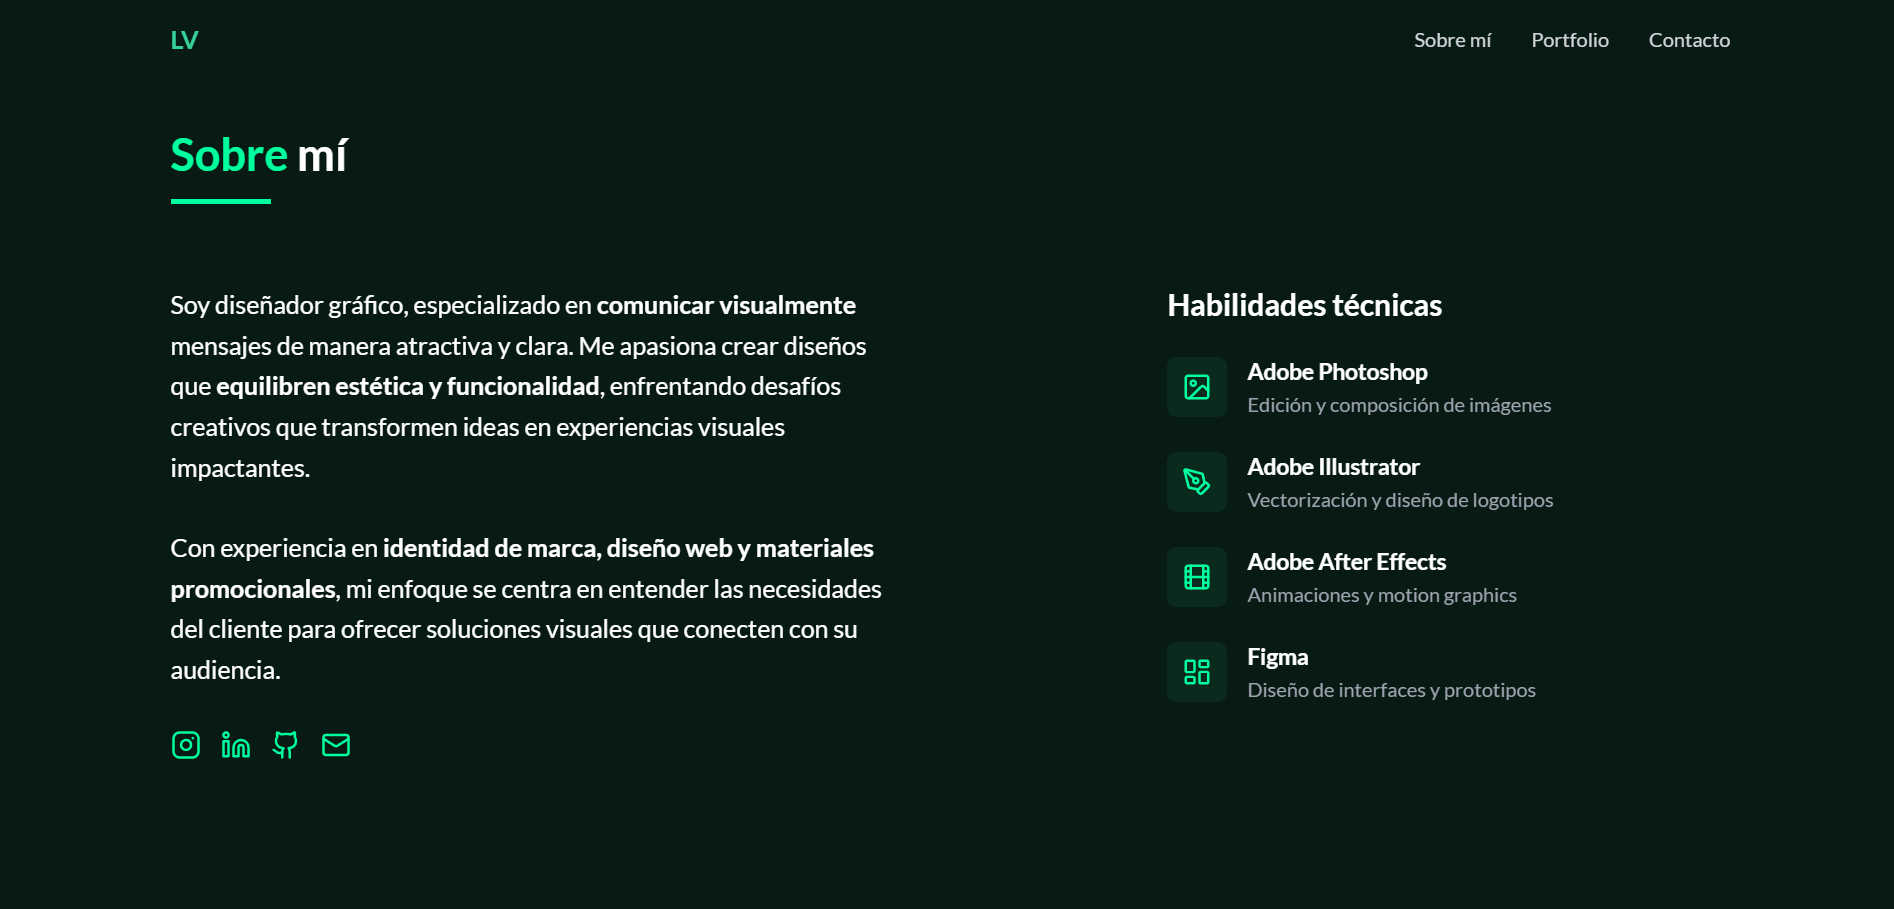 LV
Sobre mí
Portfolio
Contacto
Sobre mí
Soy diseñador gráfico, especializado en comunicar visualmente
mensajes de manera atractiva y clara. Me apasiona crear diseños
que equilibren estética y funcionalidad, enfrentando desafíos
creativos que transformen ideas en experiencias visuales
impactantes.
Con experiencia en identidad de marca, diseño web y materiales
promocionales, mi enfoque se centra en entender las necesidades
del cliente para ofrecer soluciones visuales que conecten con su
audiencia.
Habilidades técnicas
Adobe Photoshop
Edición y composición de imágenes
Adobe Illustrator
Vectorización y diseño de logotipos
Adobe After Effects
Animaciones y motion graphics
Figma
Diseño de interfaces y prototipos